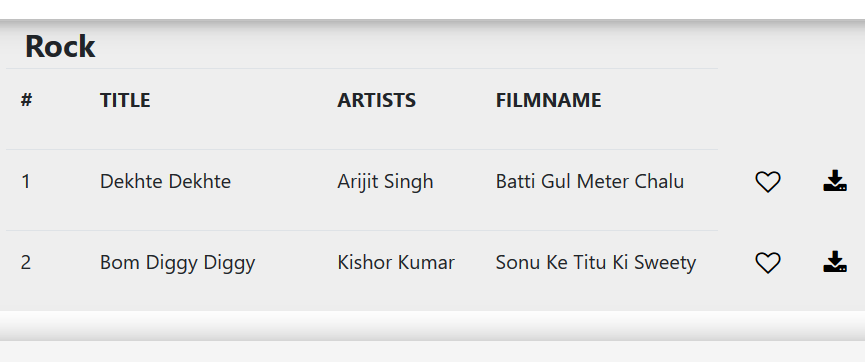 Rock
# TITLE ARTISTS FILMNAME
1 Dekhte Dekhte Arijit Singh Batti Gul Meter Chalu
2 Bom Diggy Diggy Kishor Kumar Sonu Ke Titu Ki Sweety